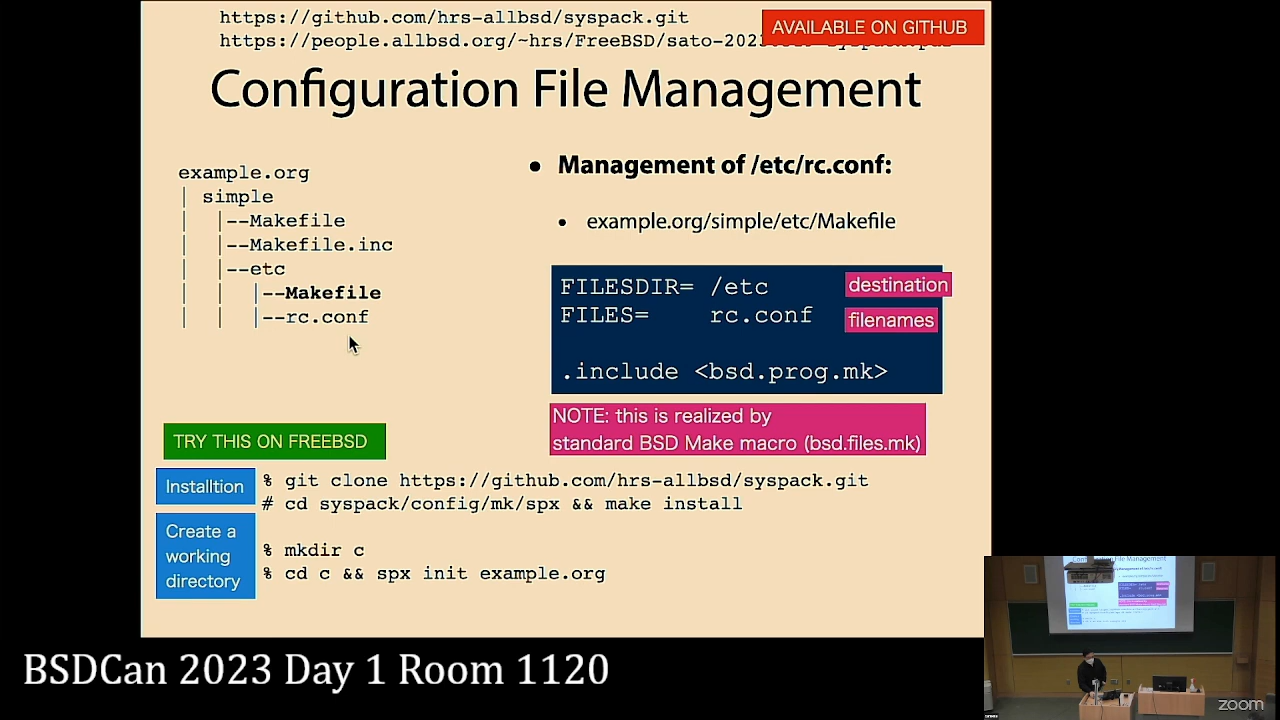 https://github.com/hrs-allbsd/syspack.git
AVAILABLE ON GITHUB
https://people.allbsd.org/~hrs/FreeBSD/sato-202
Configuration File Management
example.org
simple
|--Makefile
|--Makefile.inc
|--etc
|--Makefile
|--rc.conf
• Management of /etc/rc.conf:
• example.org/simple/etc/Makefile
FILESDIR= /etc
destination
FILES= rc.conf
filenames
.include <bsd.prog.mk>
NOTE: this is realized by
standard BSD Make macro (bsd.files.mk)
TRY THIS ON FREEBSD
Installtion
% git clone https://github.com/hrs-allbsd/syspack.git
# cd syspack/config/mk/spx && make install
Create a
working
directory
% mkdir c
% cd c && spx init example.org
BSDCan 2023 Day 1 Room 1120
zoom